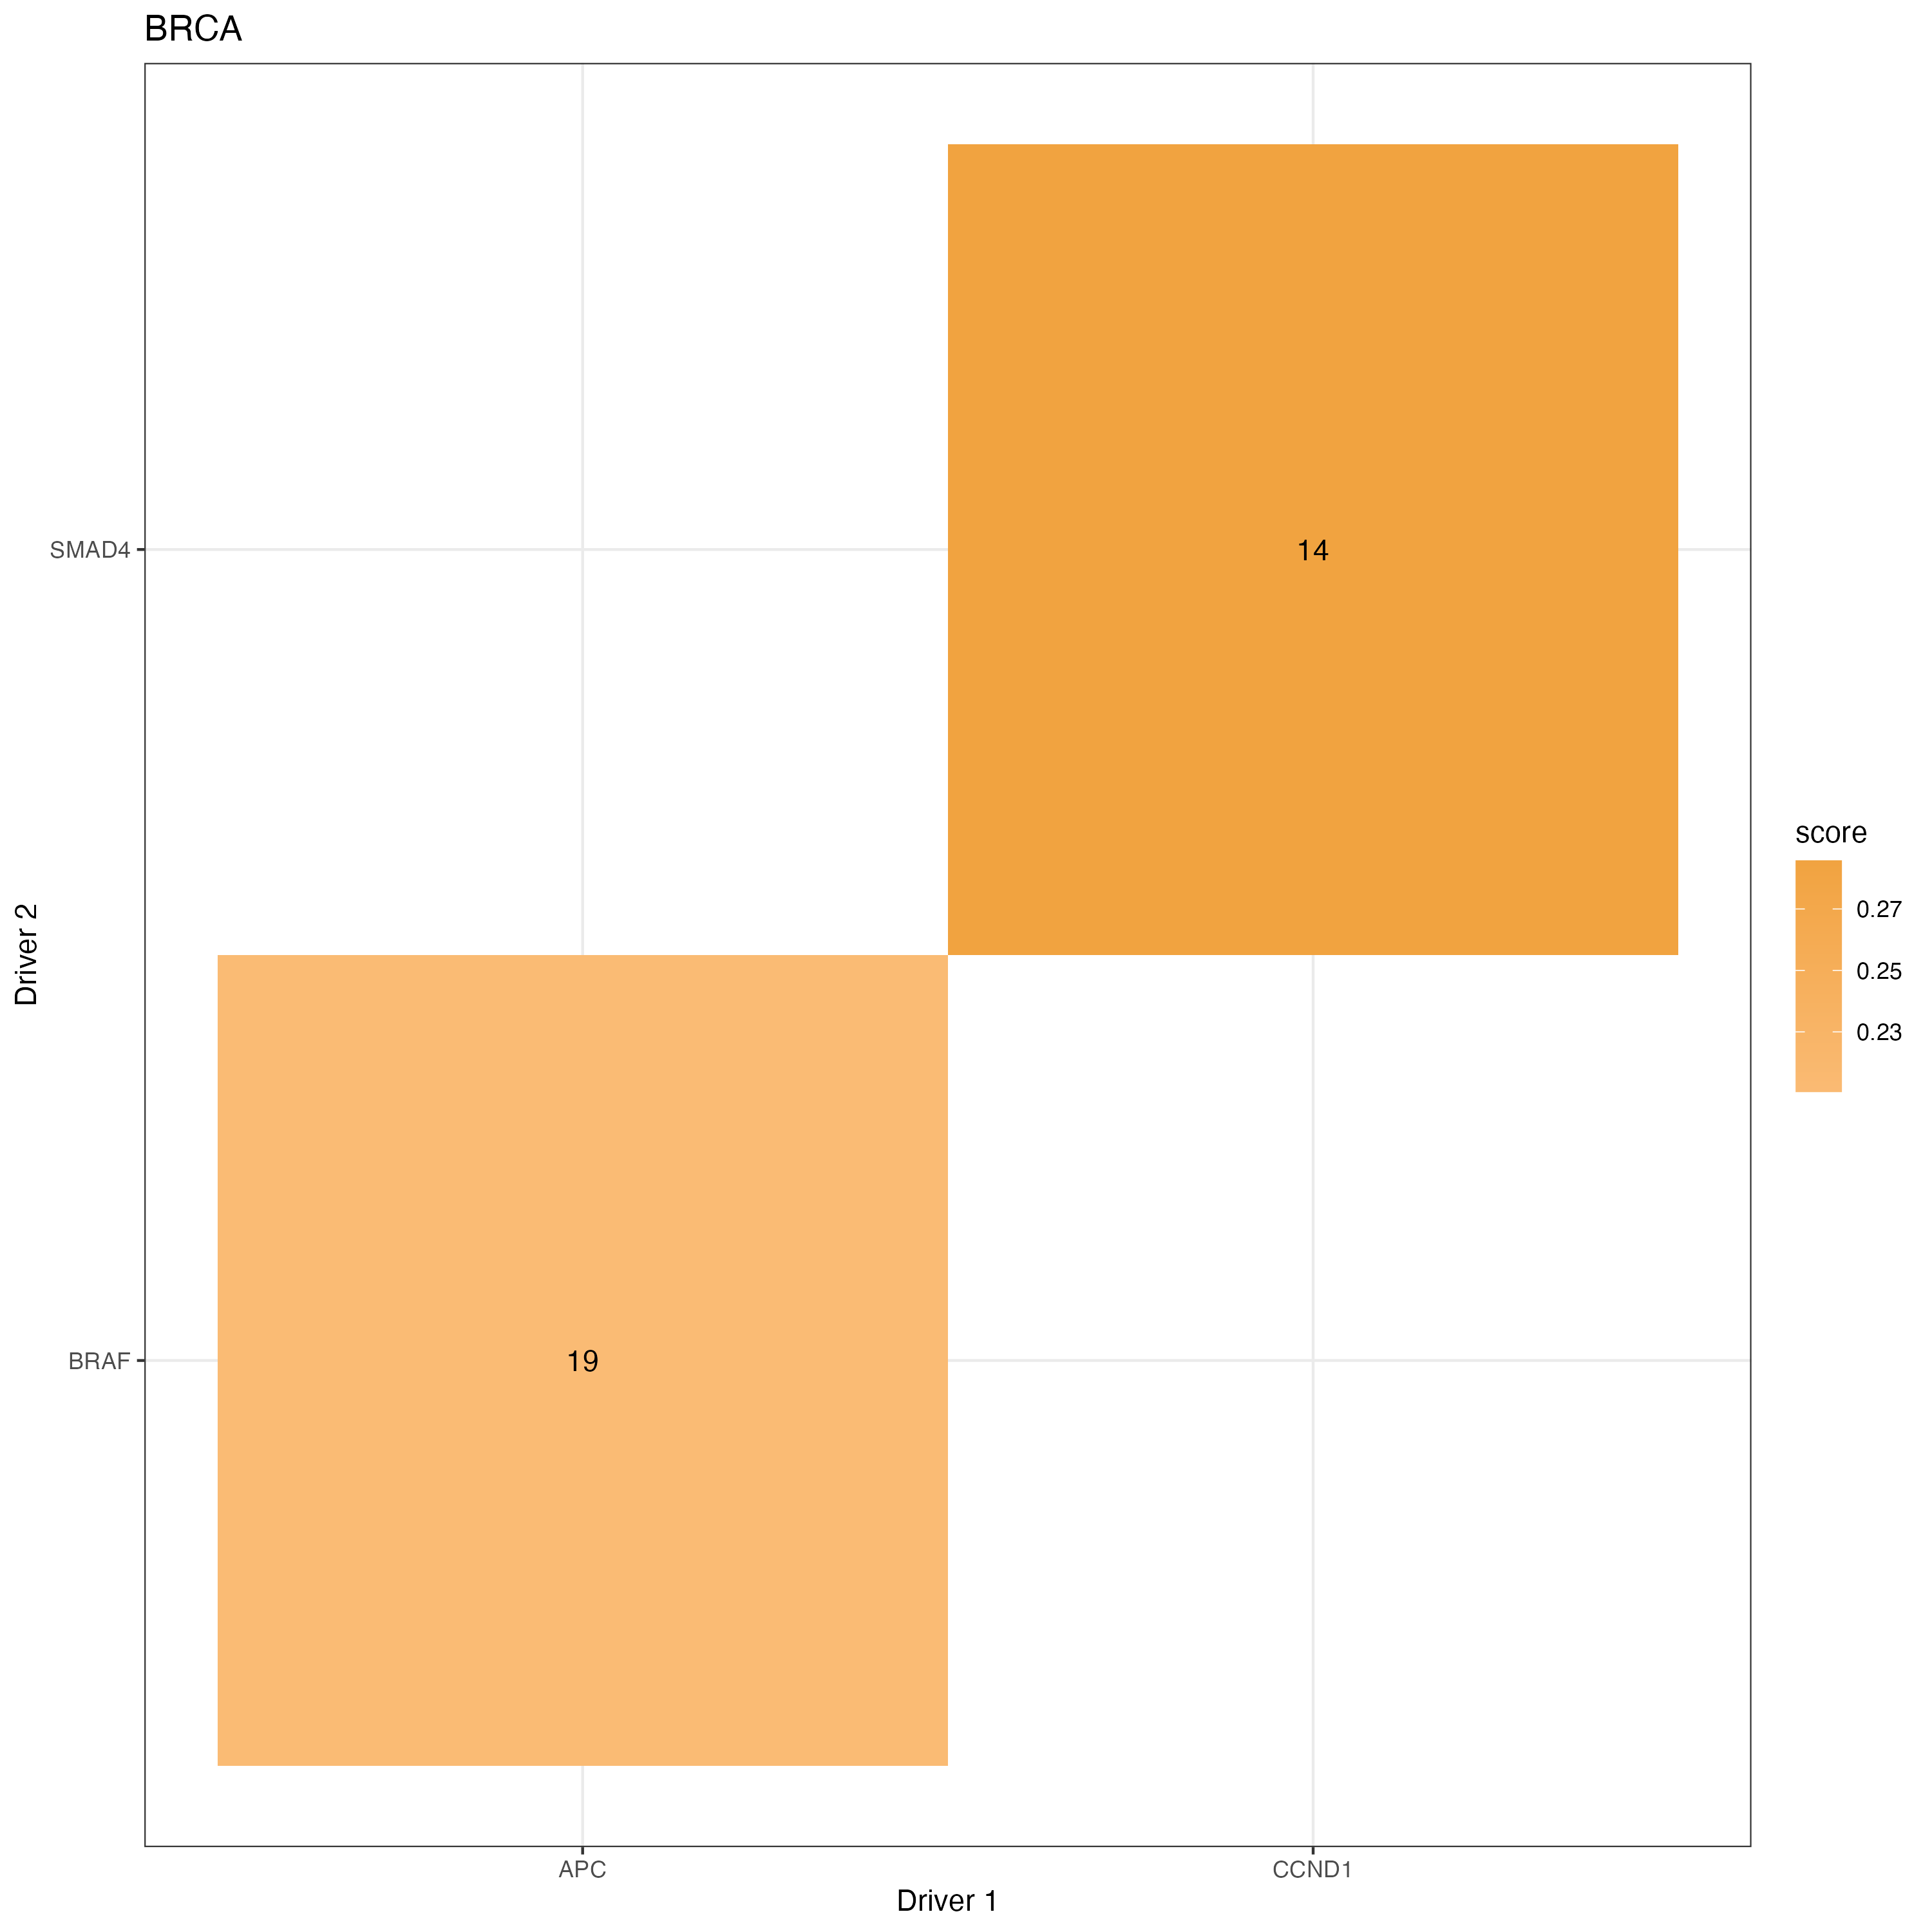 BRCA
SMAD4
14
Driver 2
BRAF
19
APC
CCND1
Driver 1
score
0.27
0.25
0.23